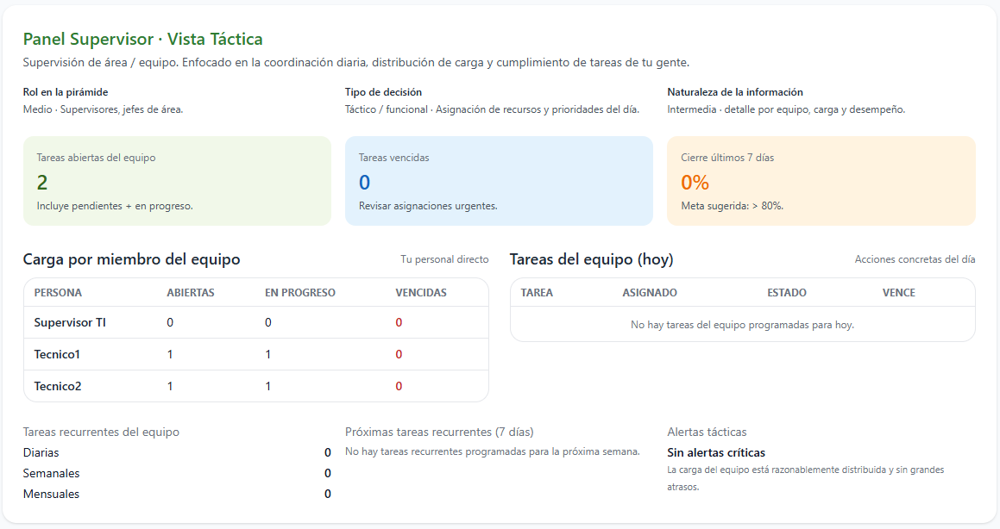 Panel Supervisor · Vista Táctica
Supervisión de área / equipo. Enfocado en la coordinación diaria, distribución de carga y cumplimiento de tareas de tu gente.
Rol en la pirámide
Medio · Supervisores, jefes de área.
Tipo de decisión
Táctico / funcional · Asignación de recursos y prioridades del día.
Naturaleza de la información
Intermedia · detalle por equipo, carga y desempeño.
Tareas abiertas del equipo
2
Incluye pendientes + en progreso.
Tareas vencidas
0
Revisar asignaciones urgentes.
Cierre últimos 7 días
0%
Meta sugerida: > 80%.
Carga por miembro del equipo
Tu personal directo
PERSONA ABIERTAS EN PROGRESO VENCIDAS
Supervisor TI 0 0 0
Tecnico1 1 1 0
Tecnico2 1 1 0
Tareas del equipo (hoy)
Acciones concretas del día
TAREA ASIGNADO ESTADO VENCE
No hay tareas del equipo programadas para hoy.
Tareas recurrentes del equipo
Diarias 0
Semanales 0
Mensuales 0
Próximas tareas recurrentes (7 días)
No hay tareas recurrentes programadas para la próxima semana.
Alertas tácticas
Sin alertas críticas
La carga del equipo está razonablemente distribuida y sin grandes
atrasos.